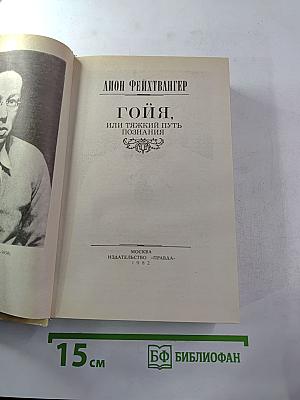 ЛИОН ФЕЙХТВАНГЕР
ГОЙЯ,
ИЛИ ТЯЖКИЙ ПУТЬ
ПОЗНАНИЯ
МОСКВА
ИЗДАТЕЛЬСТВО «ПРАВДА»
1982
15 см
БФ БИБЛИОФАН